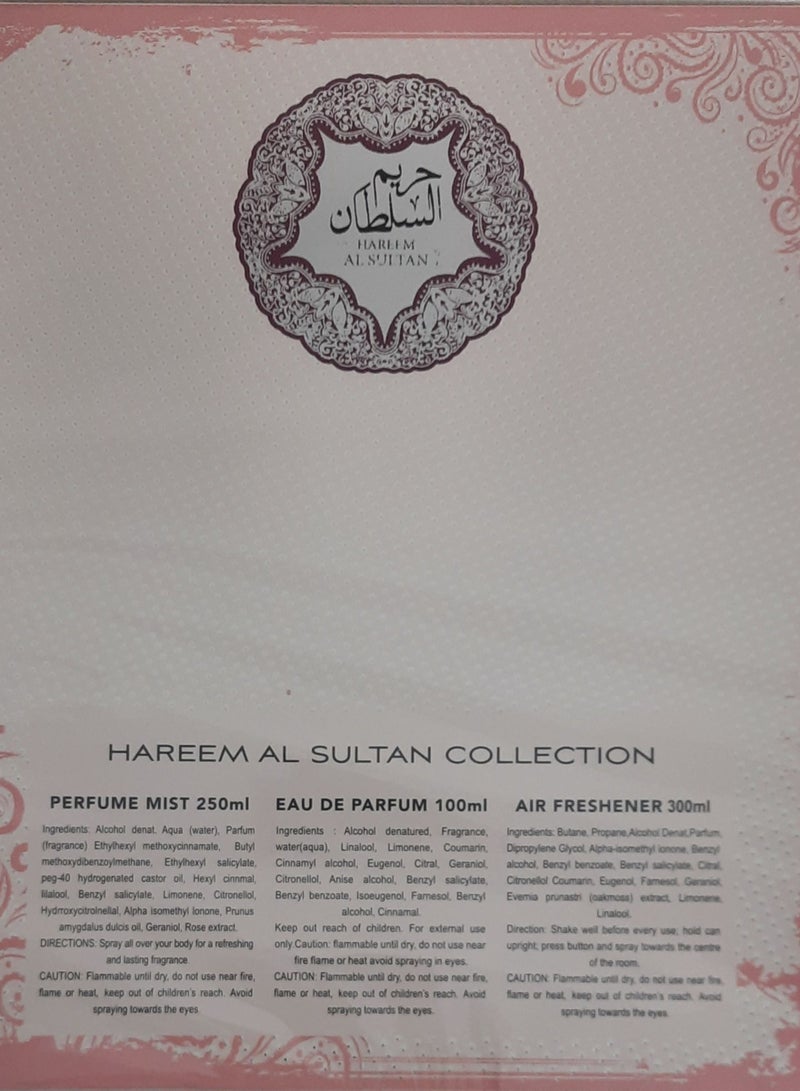 حريم
السلطان
HAREEM
AL SULTAN
HAREEM AL SULTAN COLLECTION
PERFUME MIST 250ml
Ingredients: Alcohol denat. Aqua (water), Parfum
(fragrance) Ethylhexyl methoxycinnamate, Butyl
methoxydibenzoylmethane, Ethylhexyl salicylate,
peg-40 hydrogenated castor oil, Hexyl cinnmal,
lilalool, Benzyl salicylate, Limonene, Citronellol,
Hydrroxycitrolnellal, Alpha isomethyl Ionone, Prunus
amygdalus dulcis oil, Geraniol, Rose extract.
DIRECTIONS: Spray all over your body for a refreshing
and lasting fragrance.
CAUTION: Flammable until dry, do not use near fire,
flame or heat, keep out of children's reach. Avoid
spraying towards the eyes
EAU DE PARFUM 100ml
Ingredients : Alcohol denatured, Fragrance,
water(aqua), Linalool, Limonene, Coumarin,
Cinnamyl alcohol, Eugenol, Citral, Geraniol,
Citronellol, Anise alcohol, Benzyl salicylate,
Benzyl benzoate, Isoeugenol, Farnesol, Benzyl
alcohol, Cinnamal.
Keep out reach of children. For external use
only Caution: flammable until dry, do not use near
fire flame or heat avoid spraying in eyes.
CAUTION: Flammable until dry, do not use near fire,
flame or heat, keep out of children's reach. Avoid
spraying towards the eyes.
AIR FRESHENER 300ml
Ingredients: Butane, Propane,Alcohol Denat,Parfum,
Dipropylene Glycol, Alpha-isomethyl ionone, Benzyl
alcohol, Benzyl benzoate, Benzyl salicylate, Citral,
Citronellol Coumarin, Eugenol, Farnesol, Geraniol,
Evernia prunastri (oakmoss) extract, Limonene,
Linalool.
Direction: Shake well before every use, hold can
upright, press button and spray towards the centre
of the room.
CAUTION: Flammable until dry, do not use near fire,
flame or heat, keep out of children's reach. Avoid
spraying towards the eyes.